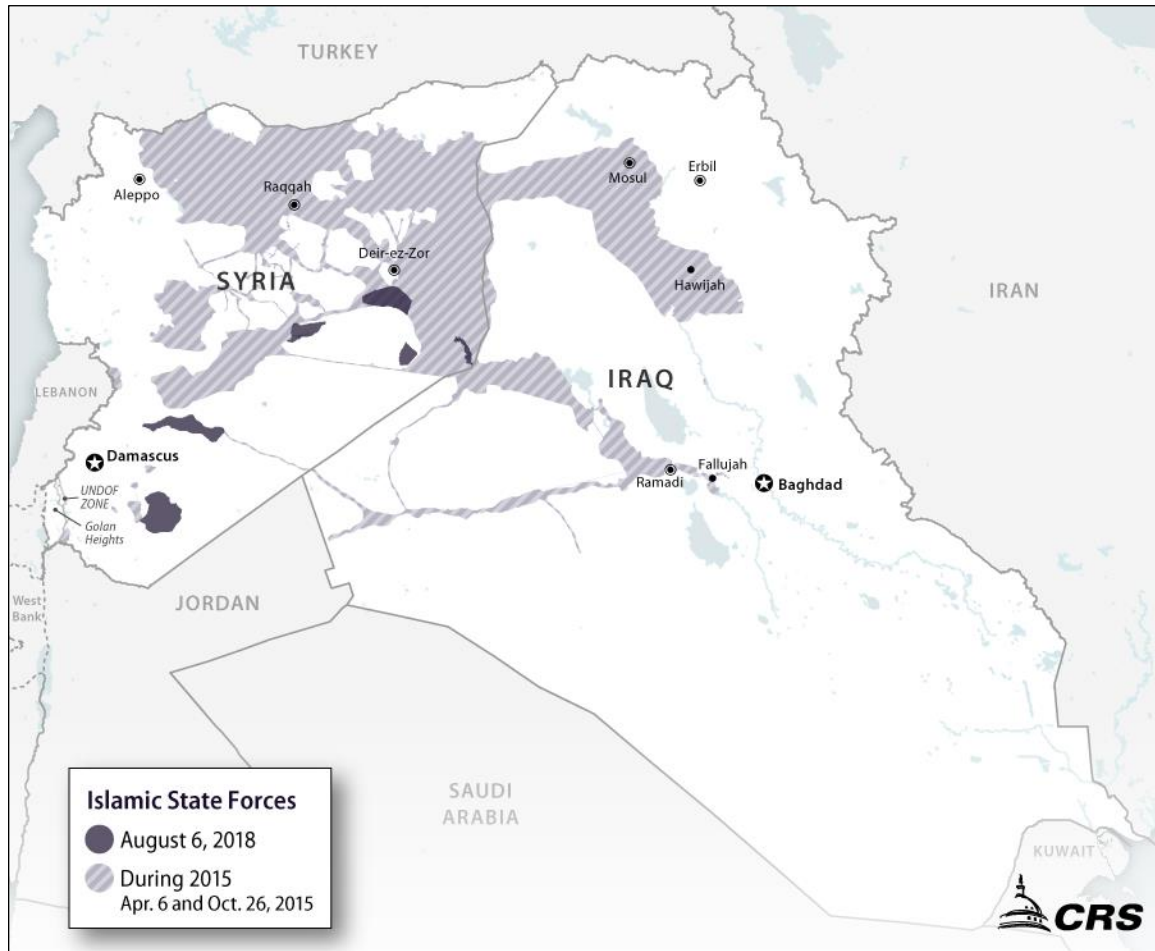 TURKEY
Aleppo
Raqqah
Mosul
Erbil
Deir-ez-Zor
SYRIA
Hawijah
IRAN
LEBANON
IRAQ
Damascus
Ramadi
Fallujah
Baghdad
UNDOF
ZONE
Golan
Heights
West
Bank
JORDAN
SAUDI
ARABIA
KUWAIT
Islamic State Forces
August 6, 2018
During 2015
Apr. 6 and Oct. 26, 2015
CRS